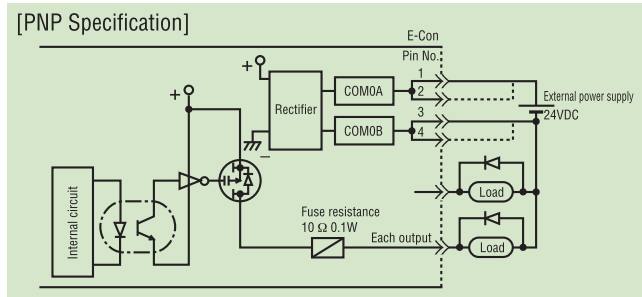 [PNP Specification]
E-Con
Pin No.
1
2
3
4
+
+
−
Rectifier
COM0A
COM0B
External power supply
24VDC
Internal circuit
Fuse resistance
10 Ω 0.1W
Each output
Load
Load